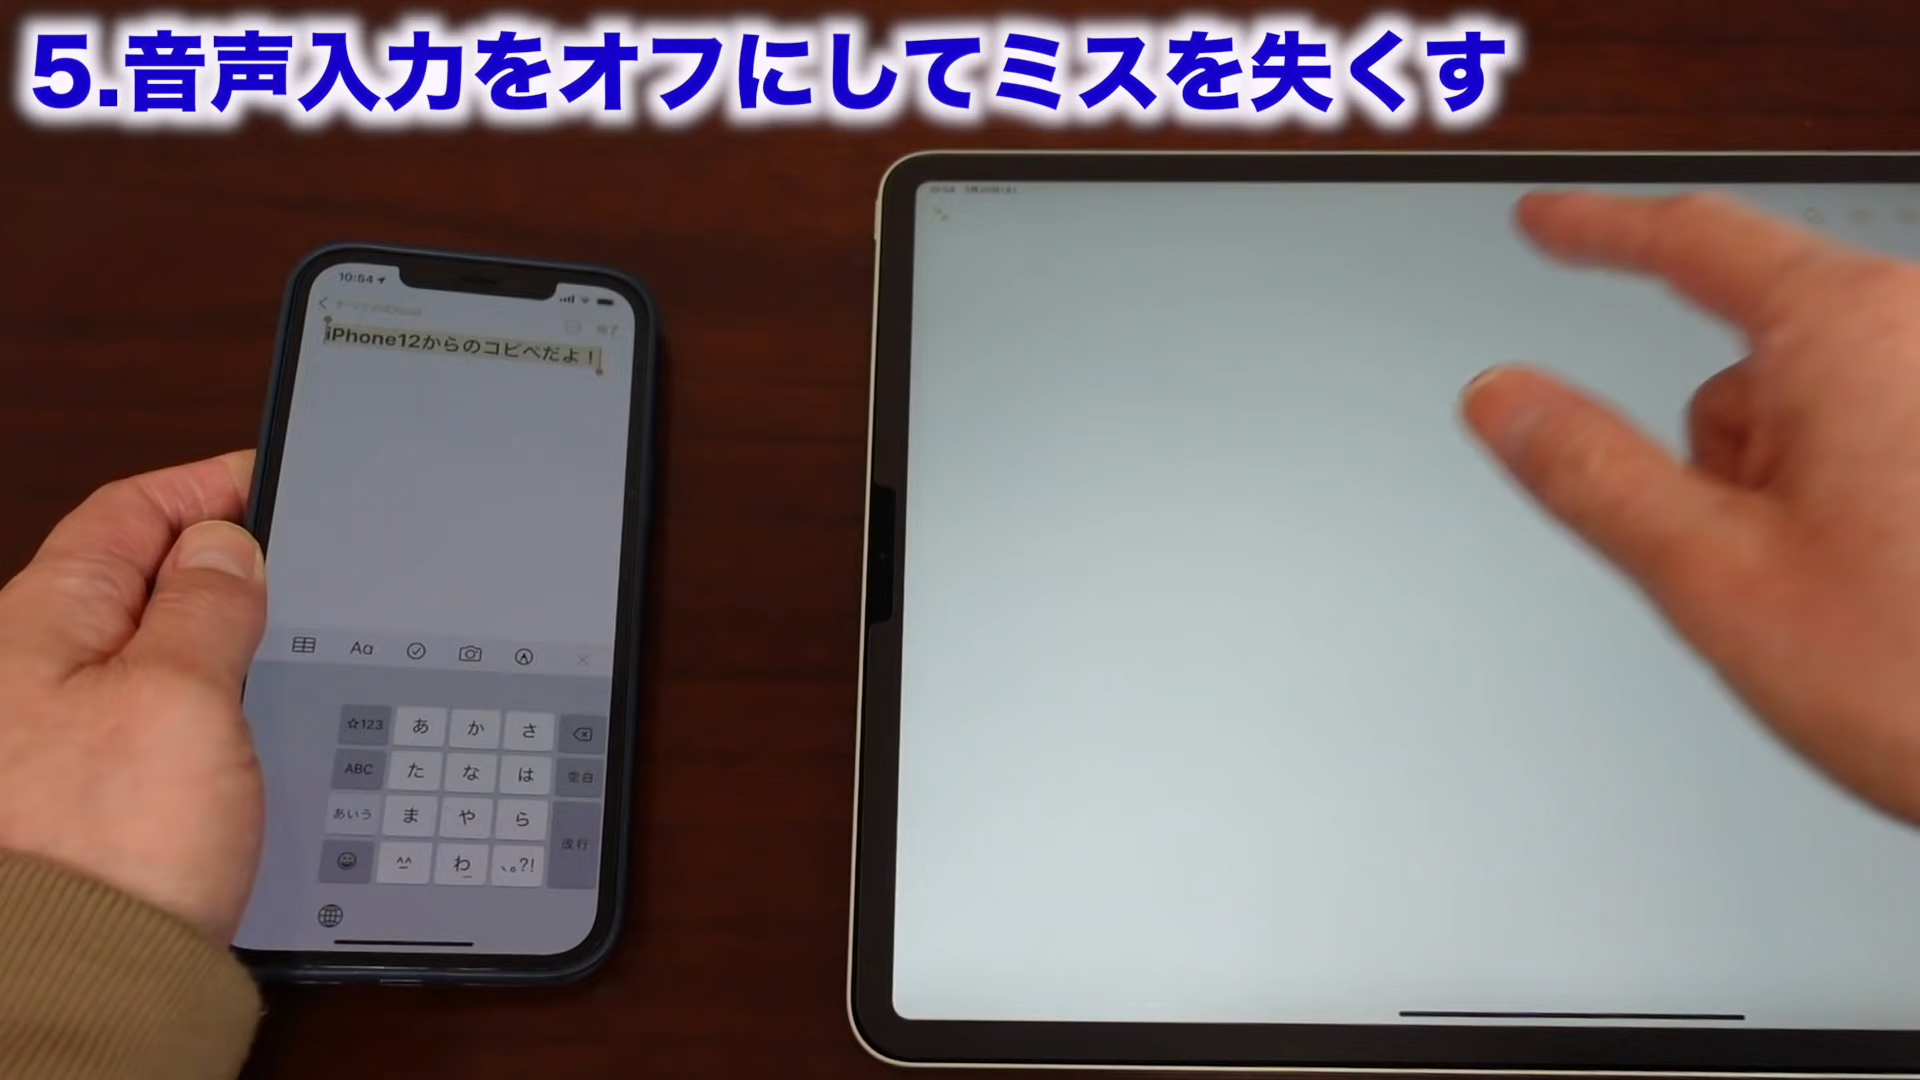 5.音声入力をオフにしてミスを失くす
10:54
iPhone12からのコピペだよ！
Aa
☆123 あ か さ
ABC た な は 空白
あいう ま や ら
改行
^^ わ 、。?!